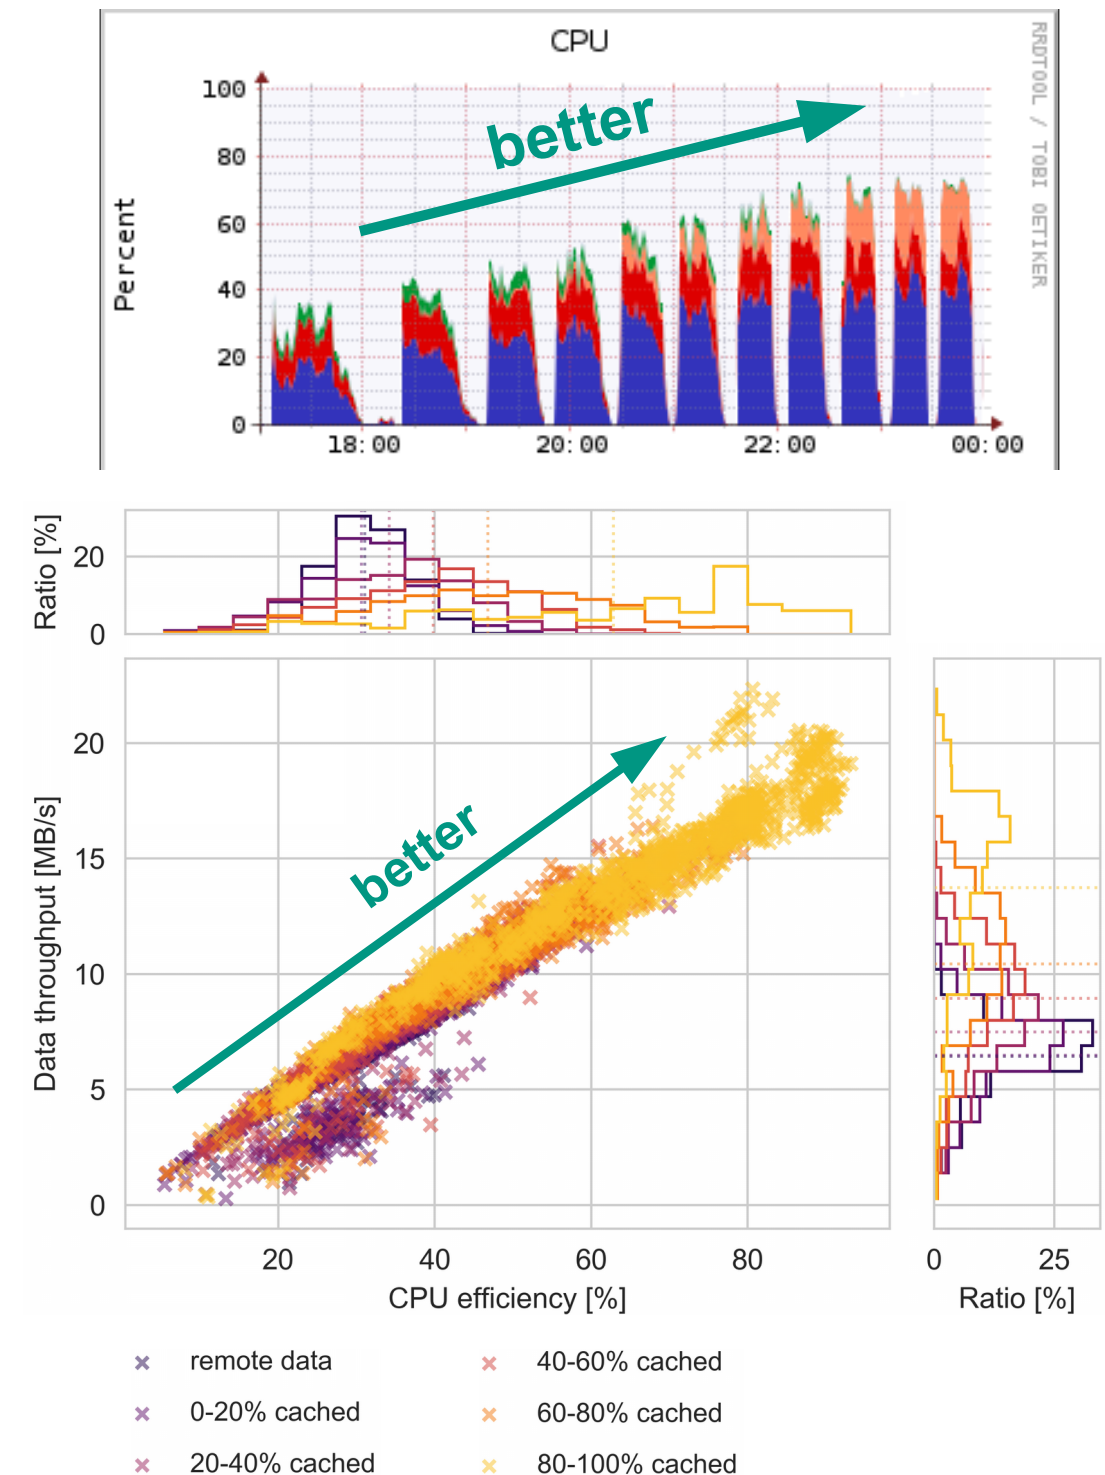 CPU
RRDTOOL / TOBI OETIKER
better
Percent
100
80
60
40
20
0
18:00 20:00 22:00 00:00
Ratio [%]
20
0
better
Data throughput [MB/s]
20
15
10
5
0
20 40 60 80
CPU efficiency [%]
0 25
Ratio [%]
remote data
0-20% cached
20-40% cached
40-60% cached
60-80% cached
80-100% cached